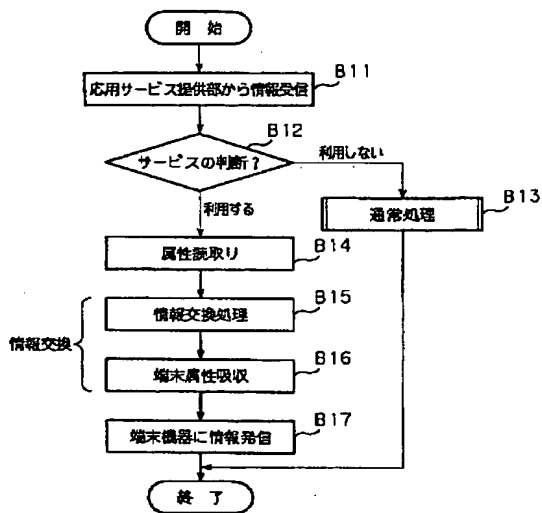 開始
応用サービス提供部から情報受信
B11
B12
サービスの判断?
利用しない
利用する
通常処理
B13
属性読取り
B14
情報交換
情報交換処理
B15
端末属性吸収
B16
端末機器に情報発信
B17
終了